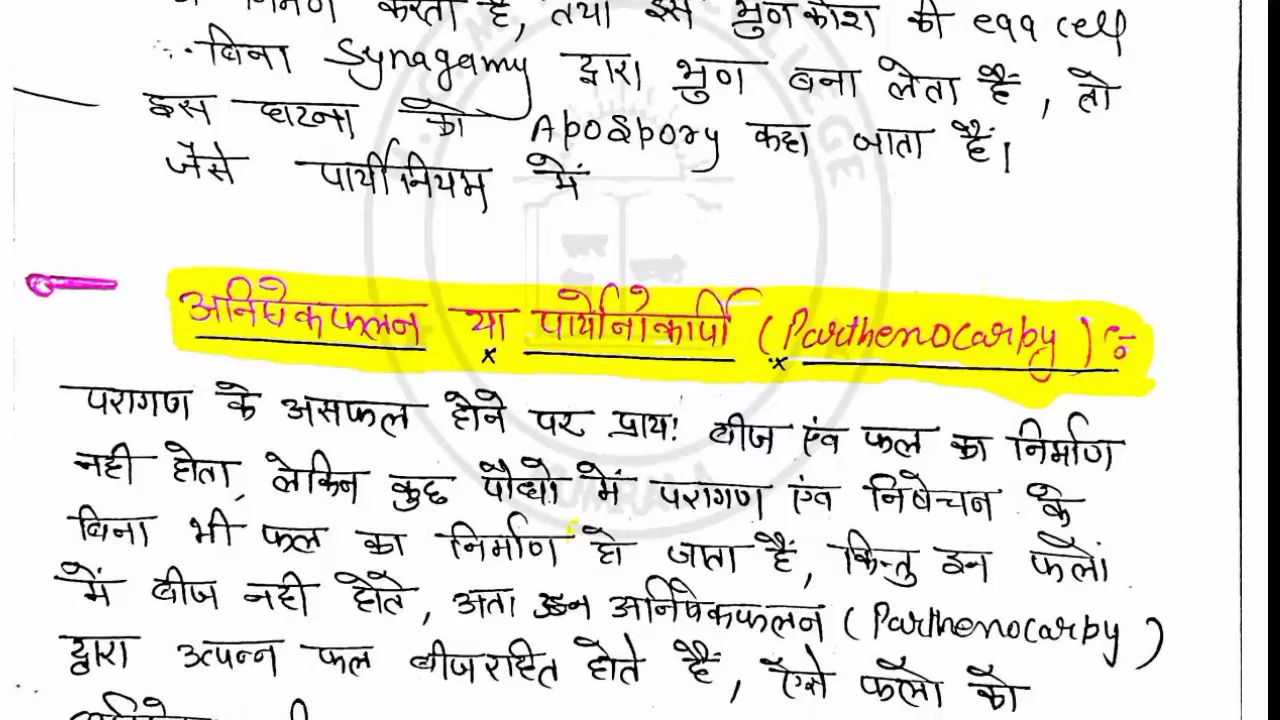 करता है, तथा इस भ्रुणकोश की egg cell
बिना Synagamy द्वारा भ्रुण बना लेता है, तो
इस घटना को Apospory कहा जाता है।
जैसे पार्थीनियम में
अनिषेकफलन या पार्थोनोकार्पी (Parthenocarpy) :-
परागण के असफल होने पर प्राय: बीज एंव फल का निर्माण
नही होता, लेकिन कुछ पौधो में परागण एंव निषेचन के
बिना भी फल का निर्माण हो जाता है, किन्तु इन फलों
में बीज नही होते, अता इन अनिषेकफलन (Parthenocarpy)
द्वारा उत्पन्न फल बीजरहित होते है, ऐसे फलो को